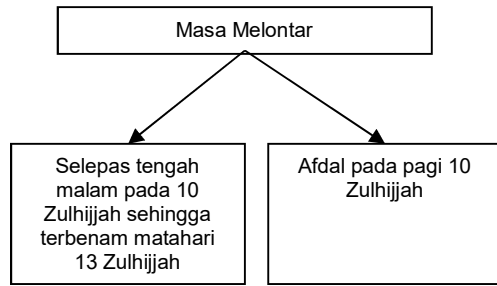 Masa Melontar
Selepas tengah
malam pada 10
Zulhijjah sehingga
terbenam matahari
13 Zulhijjah
Afdal pada pagi 10
Zulhijjah